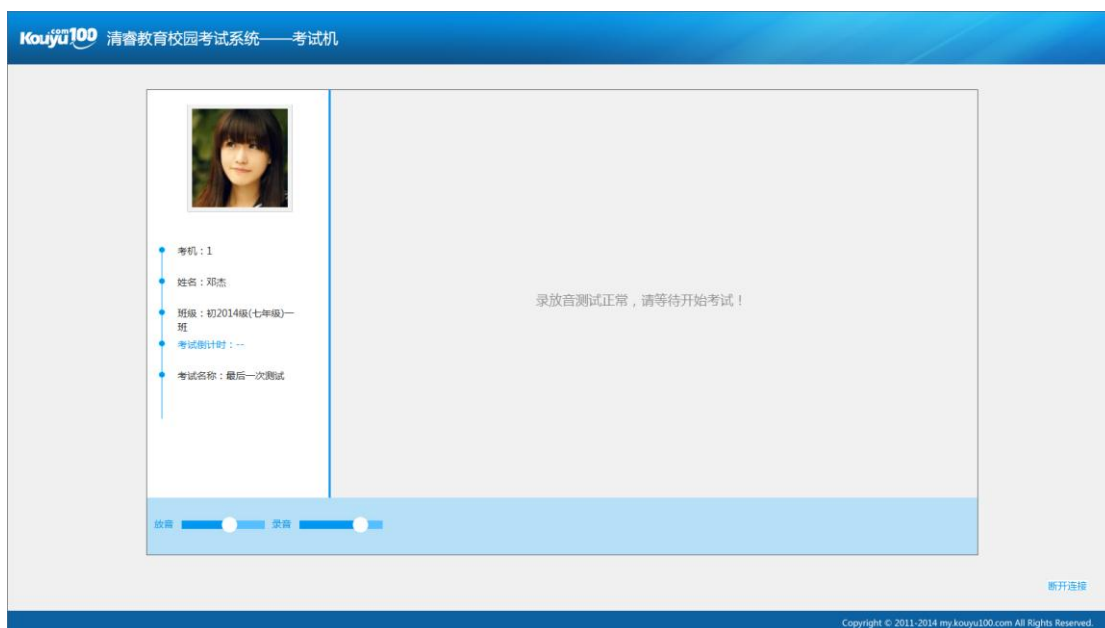 Kouyu100.com 清睿教育校园考试系统——考试机
考机：1
姓名：邓杰
班级：初2014级(七年级)一
班
考试倒计时：--
考试名称：最后一次测试
录放音测试正常，请等待开始考试！
放音 录音
断开连接
Copyright © 2011-2014 my.kouyu100.com All Rights Reserved.